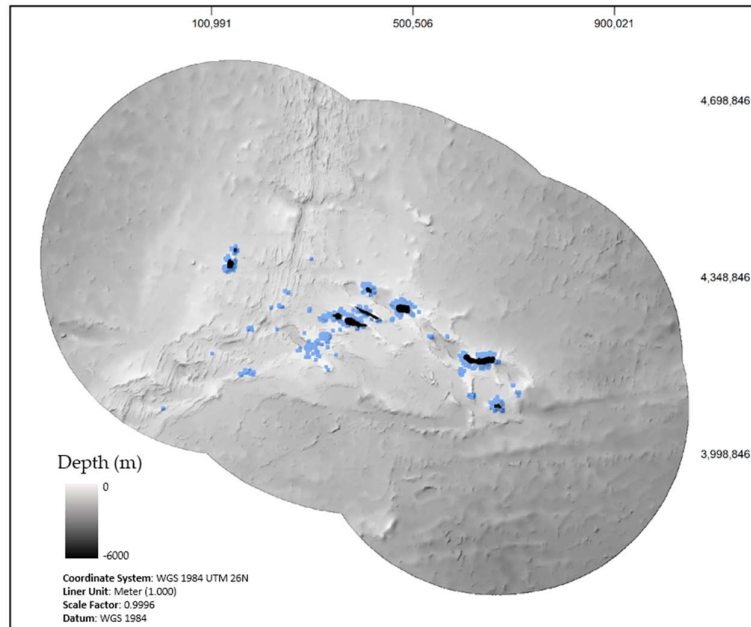 100,991 500,506 900,021
4,698,846
4,348,846
3,998,846
Depth (m)
0
-6000
Coordinate System: WGS 1984 UTM 26N
Liner Unit: Meter (1.000)
Scale Factor: 0.9996
Datum: WGS 1984